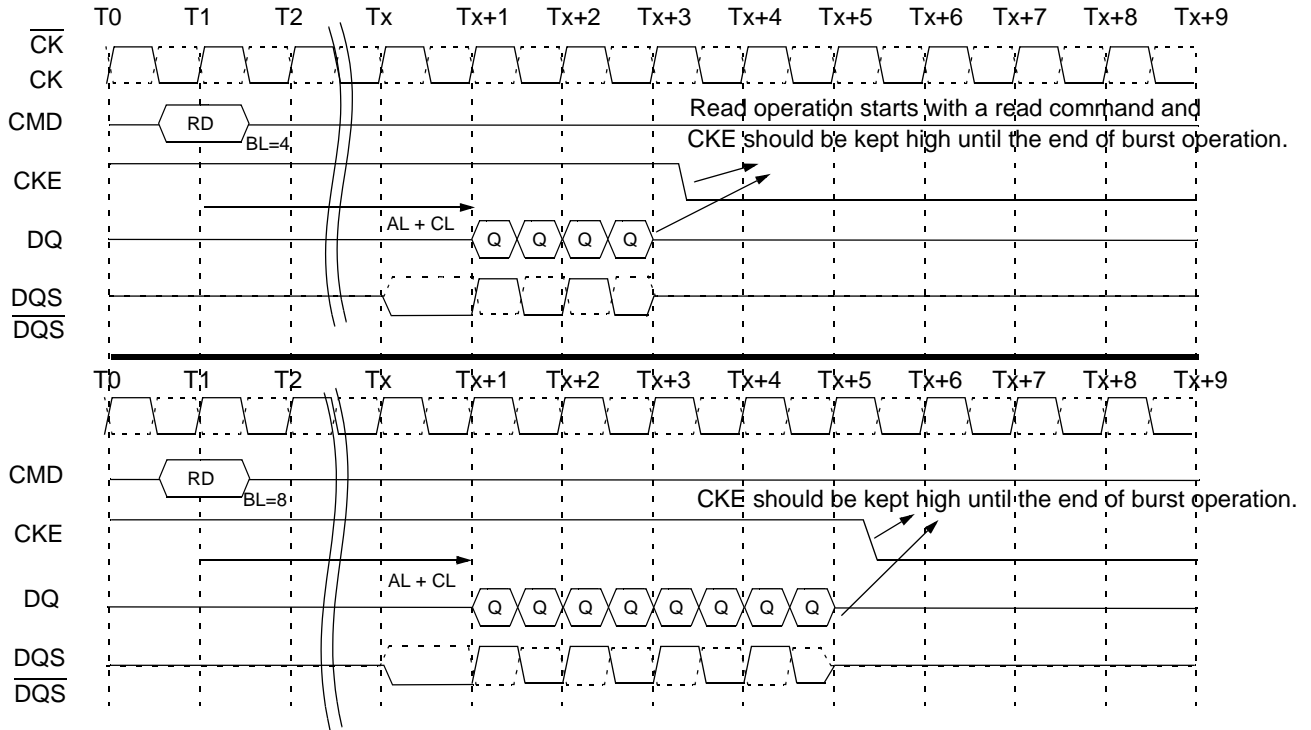 T0 T1 T2 Tx Tx+1 Tx+2 Tx+3 Tx+4 Tx+5 Tx+6 Tx+7 Tx+8 Tx+9
CK
CK
CMD RD BL=4
Read operation starts with a read command and
CKE should be kept high until the end of burst operation.
CKE
AL + CL
DQ Q Q Q Q
DQS
DQS
T0 T1 T2 Tx Tx+1 Tx+2 Tx+3 Tx+4 Tx+5 Tx+6 Tx+7 Tx+8 Tx+9
CMD RD BL=8
CKE should be kept high until the end of burst operation.
CKE
AL + CL
DQ Q Q Q Q Q Q Q Q
DQS
DQS